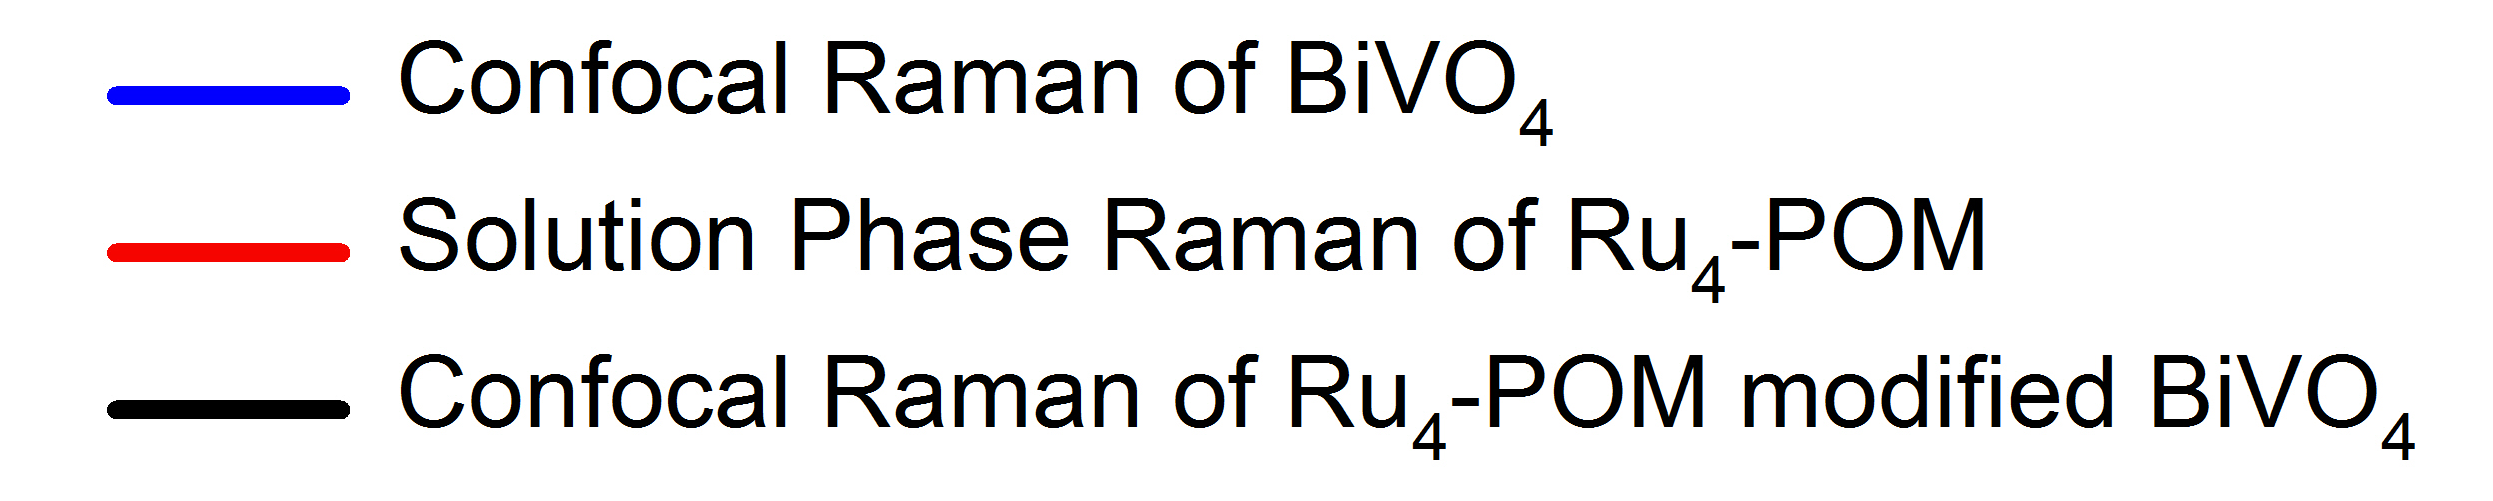 Confocal Raman of BiVO₄
Solution Phase Raman of Ru₄-POM
Confocal Raman of Ru₄-POM modified BiVO₄